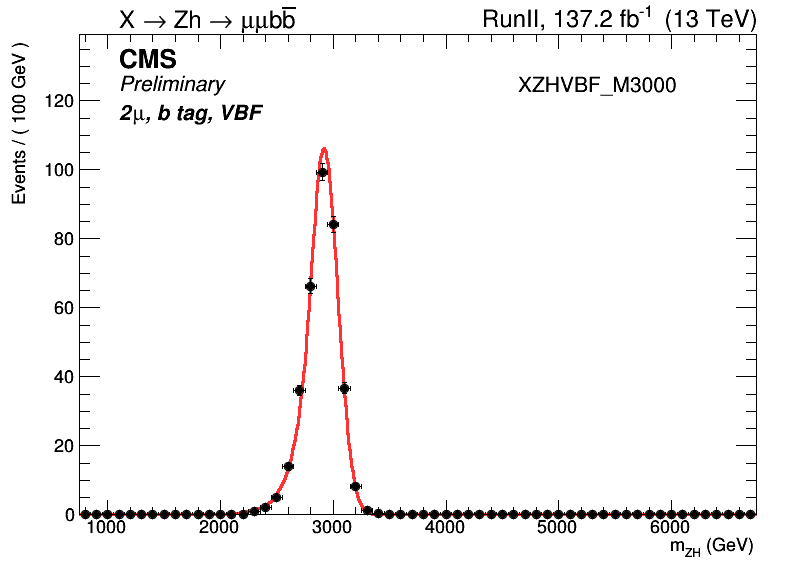 X → Zh → μμbb̅ RunII, 137.2 fb⁻¹ (13 TeV)
CMS
Preliminary
2μ, b tag, VBF
XZHVBF_M3000
Events / ( 100 GeV )
120
100
80
60
40
20
0
1000 2000 3000 4000 5000 6000
m_ZH (GeV)